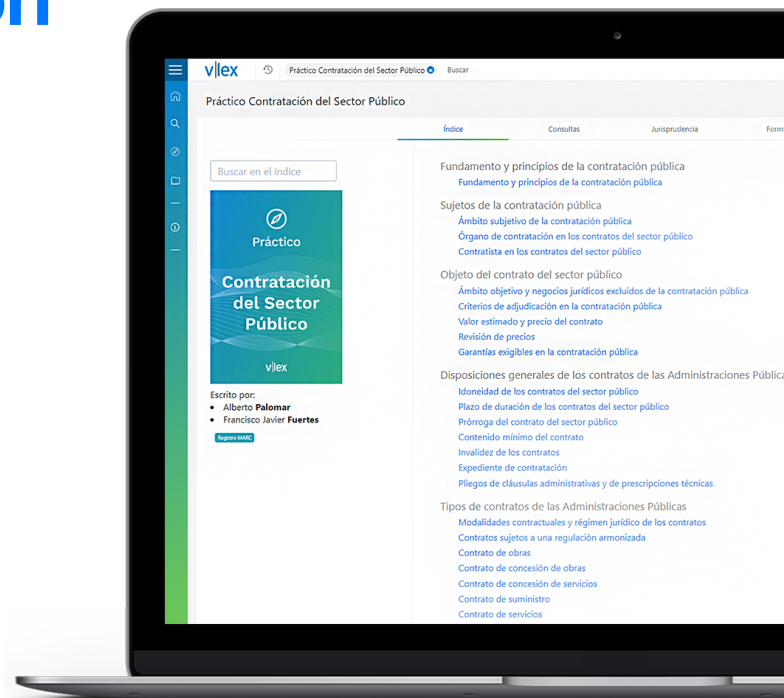 vlex
Práctico Contratación del Sector Público
Buscar
Práctico Contratación del Sector Público
Índice
Consultas
Jurisprudencia
Buscar en el índice
Práctico
Contratación
del Sector
Público
vlex
Escrito por:
Alberto Palomar
Francisco Javier Fuertes
Registro MARC
Fundamento y principios de la contratación pública
Fundamento y principios de la contratación pública
Sujetos de la contratación pública
Ámbito subjetivo de la contratación pública
Órgano de contratación en los contratos del sector público
Contratista en los contratos del sector público
Objeto del contrato del sector público
Ámbito objetivo y negocios jurídicos excluidos de la contratación pública
Criterios de adjudicación en la contratación pública
Valor estimado y precio del contrato
Revisión de precios
Garantías exigibles en la contratación pública
Disposiciones generales de los contratos de las Administraciones Pública
Idoneidad de los contratos del sector público
Plazo de duración de los contratos del sector público
Prórroga del contrato del sector público
Contenido mínimo del contrato
Invalidez de los contratos
Expediente de contratación
Pliegos de cláusulas administrativas y de prescripciones técnicas
Tipos de contratos de las Administraciones Públicas
Modalidades contractuales y régimen jurídico de los contratos
Contratos sujetos a una regulación armonizada
Contrato de obras
Contrato de concesión de obras
Contrato de concesión de servicios
Contrato de suministro
Contrato de servicios